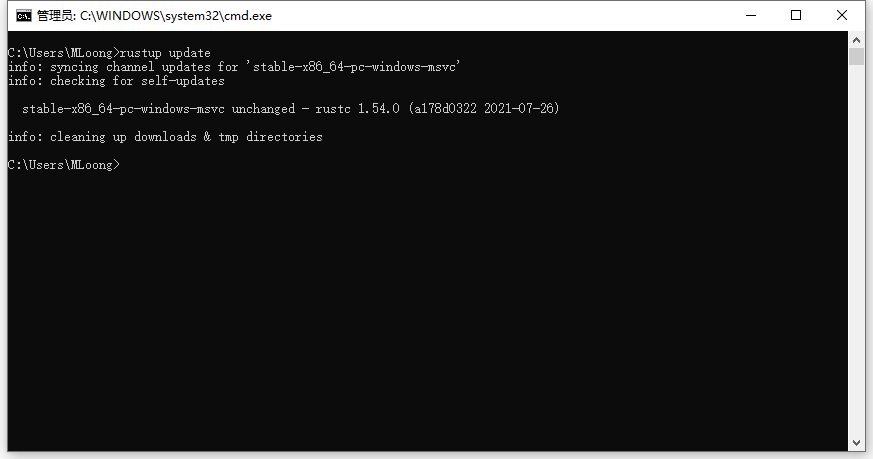 管理员: C:\WINDOWS\system32\cmd.exe
C:\Users\MLoong>rustup update
info: syncing channel updates for 'stable-x86_64-pc-windows-msvc'
info: checking for self-updates
stable-x86_64-pc-windows-msvc unchanged - rustc 1.54.0 (a178d0322 2021-07-26)
info: cleaning up downloads & tmp directories
C:\Users\MLoong>